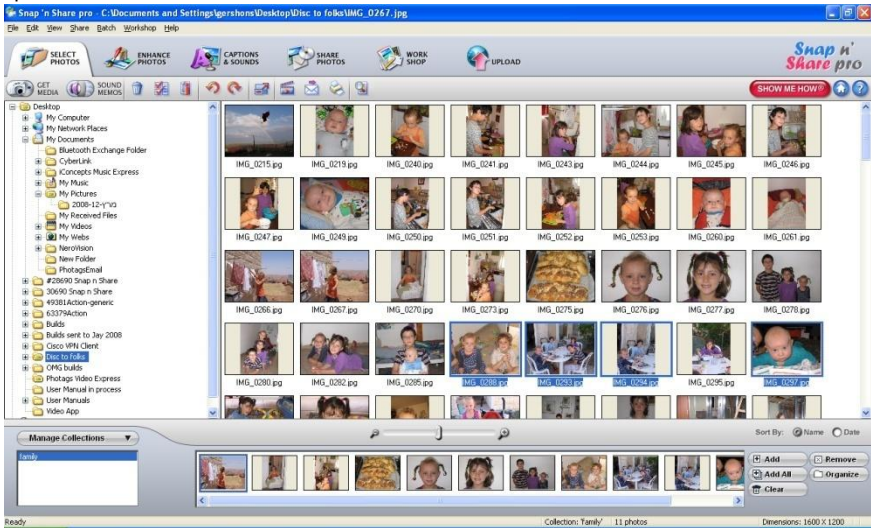 Snap 'n Share pro - C:\Documents and Settings\gershons\Desktop\Disc to folks\IMG_0267.jpg
File Edit View Share Batch Workshop Help
SELECT PHOTOS
ENHANCE PHOTOS
CAPTIONS & SOUNDS
SHARE PHOTOS
WORK SHOP
UPLOAD
Snap n' Share pro
GET MEDIA
SOUND MEMOS
SHOW ME HOW
Desktop
My Computer
My Network Places
My Documents
Bluetooth Exchange Folder
CyberLink
iConcepts Music Express
My Music
My Pictures
2008-12-מרץ
My Received Files
My Videos
My Webs
NeroVision
New Folder
PhotagsEmail
#28690 Snap n Share
30690 Snap n Share
49381Action-generic
63379Action
Builds
Builds sent to Jay 2008
Cisco VPN Client
Disc to folks
OMG builds
Photags Video Express
User Manual in process
User Manuals
Video App
IMG_0215.jpg IMG_0219.jpg IMG_0240.jpg IMG_0241.jpg IMG_0243.jpg IMG_0244.jpg IMG_0245.jpg IMG_0246.jpg
IMG_0247.jpg IMG_0249.jpg IMG_0250.jpg IMG_0251.jpg IMG_0252.jpg IMG_0253.jpg IMG_0260.jpg IMG_0261.jpg
IMG_0266.jpg IMG_0267.jpg IMG_0270.jpg IMG_0273.jpg IMG_0275.jpg IMG_0276.jpg IMG_0277.jpg IMG_0278.jpg
IMG_0280.jpg IMG_0282.jpg IMG_0285.jpg IMG_0288.jpg IMG_0293.jpg IMG_0294.jpg IMG_0295.jpg IMG_0297.jpg
Manage Collections
Sort By: Name Date
family
Add Remove
Add All Organize
Clear
Ready Collection: 'Family' 11 photos Dimensions: 1600 X 1200